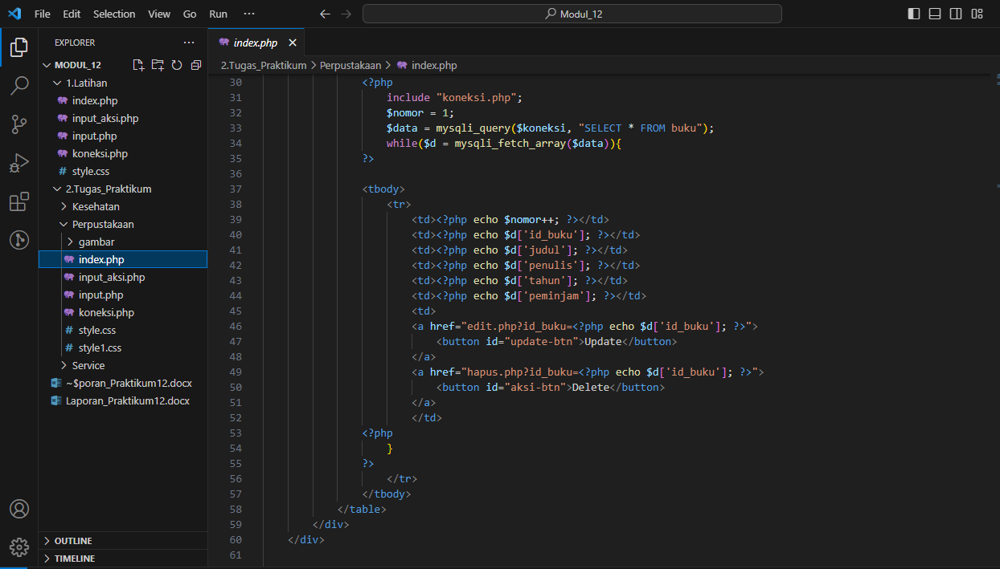 File Edit Selection View Go Run ··· Modul_12
EXPLORER ···
index.php
MODUL_12
2.Tugas_Praktikum > Perpustakaan > index.php
1.Latihan
index.php
input_aksi.php
input.php
koneksi.php
# style.css
2.Tugas_Praktikum
Kesehatan
Perpustakaan
gambar
index.php
input_aksi.php
input.php
koneksi.php
# style.css
# style1.css
Service
~$poran_Praktikum12.docx
Laporan_Praktikum12.docx
OUTLINE
TIMELINE
30 <?php
31 include "koneksi.php";
32 $nomor = 1;
33 $data = mysqli_query($koneksi, "SELECT * FROM buku");
34 while($d = mysqli_fetch_array($data)){
35 ?>
36
37 <tbody>
38 <tr>
39 <td><?php echo $nomor++; ?></td>
40 <td><?php echo $d['id_buku']; ?></td>
41 <td><?php echo $d['judul']; ?></td>
42 <td><?php echo $d['penulis']; ?></td>
43 <td><?php echo $d['tahun']; ?></td>
44 <td><?php echo $d['peminjam']; ?></td>
45 <td>
46 <a href="edit.php?id_buku=<?php echo $d['id_buku']; ?>">
47 <button id="update-btn">Update</button>
48 </a>
49 <a href="hapus.php?id_buku=<?php echo $d['id_buku']; ?>">
50 <button id="aksi-btn">Delete</button>
51 </a>
52 </td>
53 <?php
54 }
55 ?>
56 </tr>
57 </tbody>
58 </table>
59 </div>
60 </div>
61